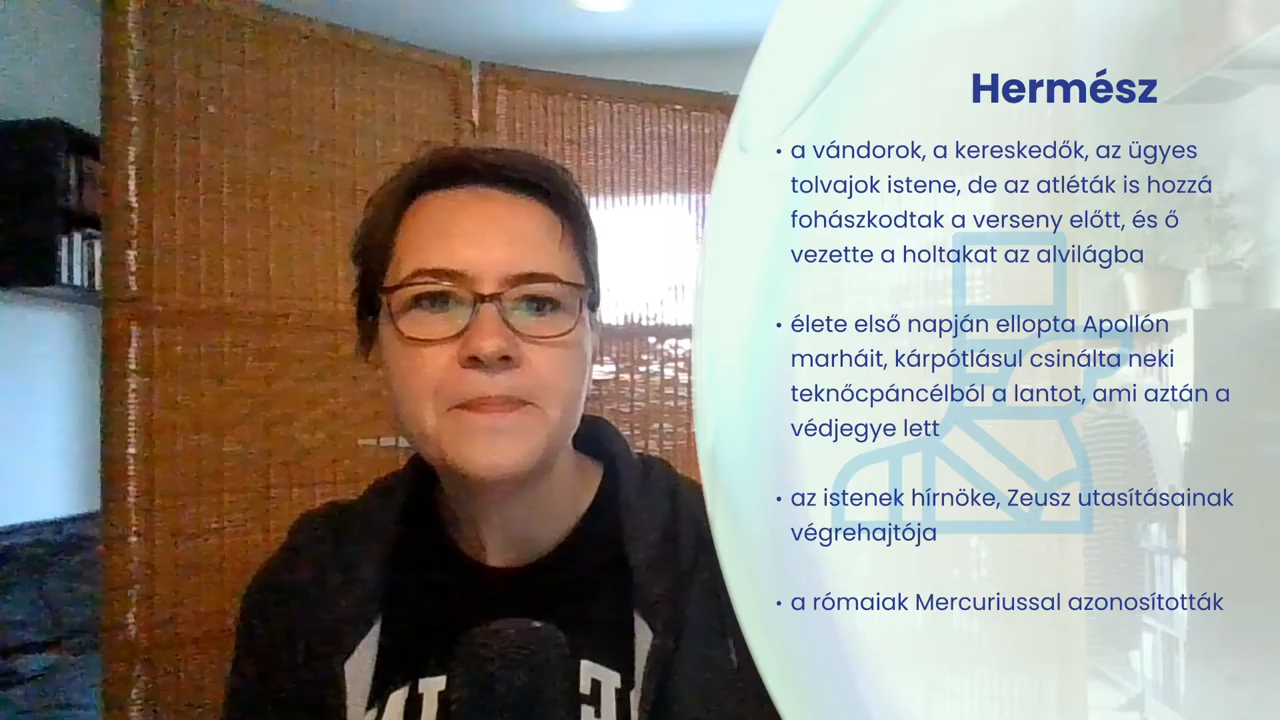 Hermész
• a vándorok, a kereskedők, az ügyes
tolvajok istene, de az atléták is hozzá
fohászkodtak a verseny előtt, és ő
vezette a holtakat az alvilágba
• élete első napján ellopta Apollón
marháit, kárpótlásul csinálta neki
teknőcpáncélból a lantot, ami aztán a
védjegye lett
• az istenek hírnöke, Zeusz utasításainak
végrehajtója
• a rómaiak Mercuriussal azonosították